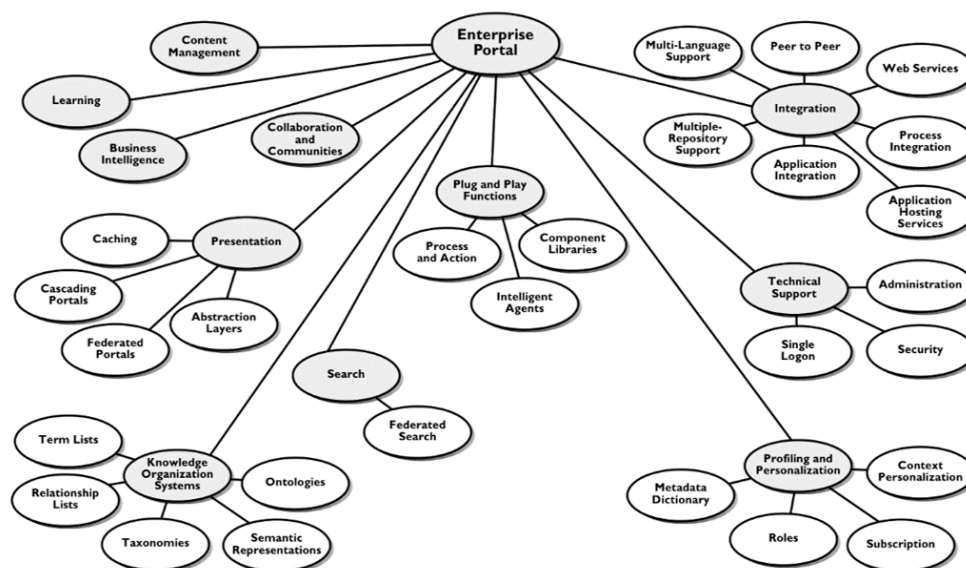 Enterprise
Portal
Content
Management
Learning
Business
Intelligence
Collaboration
and
Communities
Multi-Language
Support
Peer to Peer
Web Services
Integration
Multiple-
Repository
Support
Application
Integration
Process
Integration
Application
Hosting
Services
Plug and Play
Functions
Process
and Action
Component
Libraries
Intelligent
Agents
Presentation
Caching
Cascading
Portals
Federated
Portals
Abstraction
Layers
Technical
Support
Administration
Single
Logon
Security
Search
Federated
Search
Knowledge
Organization
Systems
Term Lists
Relationship
Lists
Taxonomies
Semantic
Representations
Ontologies
Profiling and
Personalization
Context
Personalization
Metadata
Dictionary
Roles
Subscription